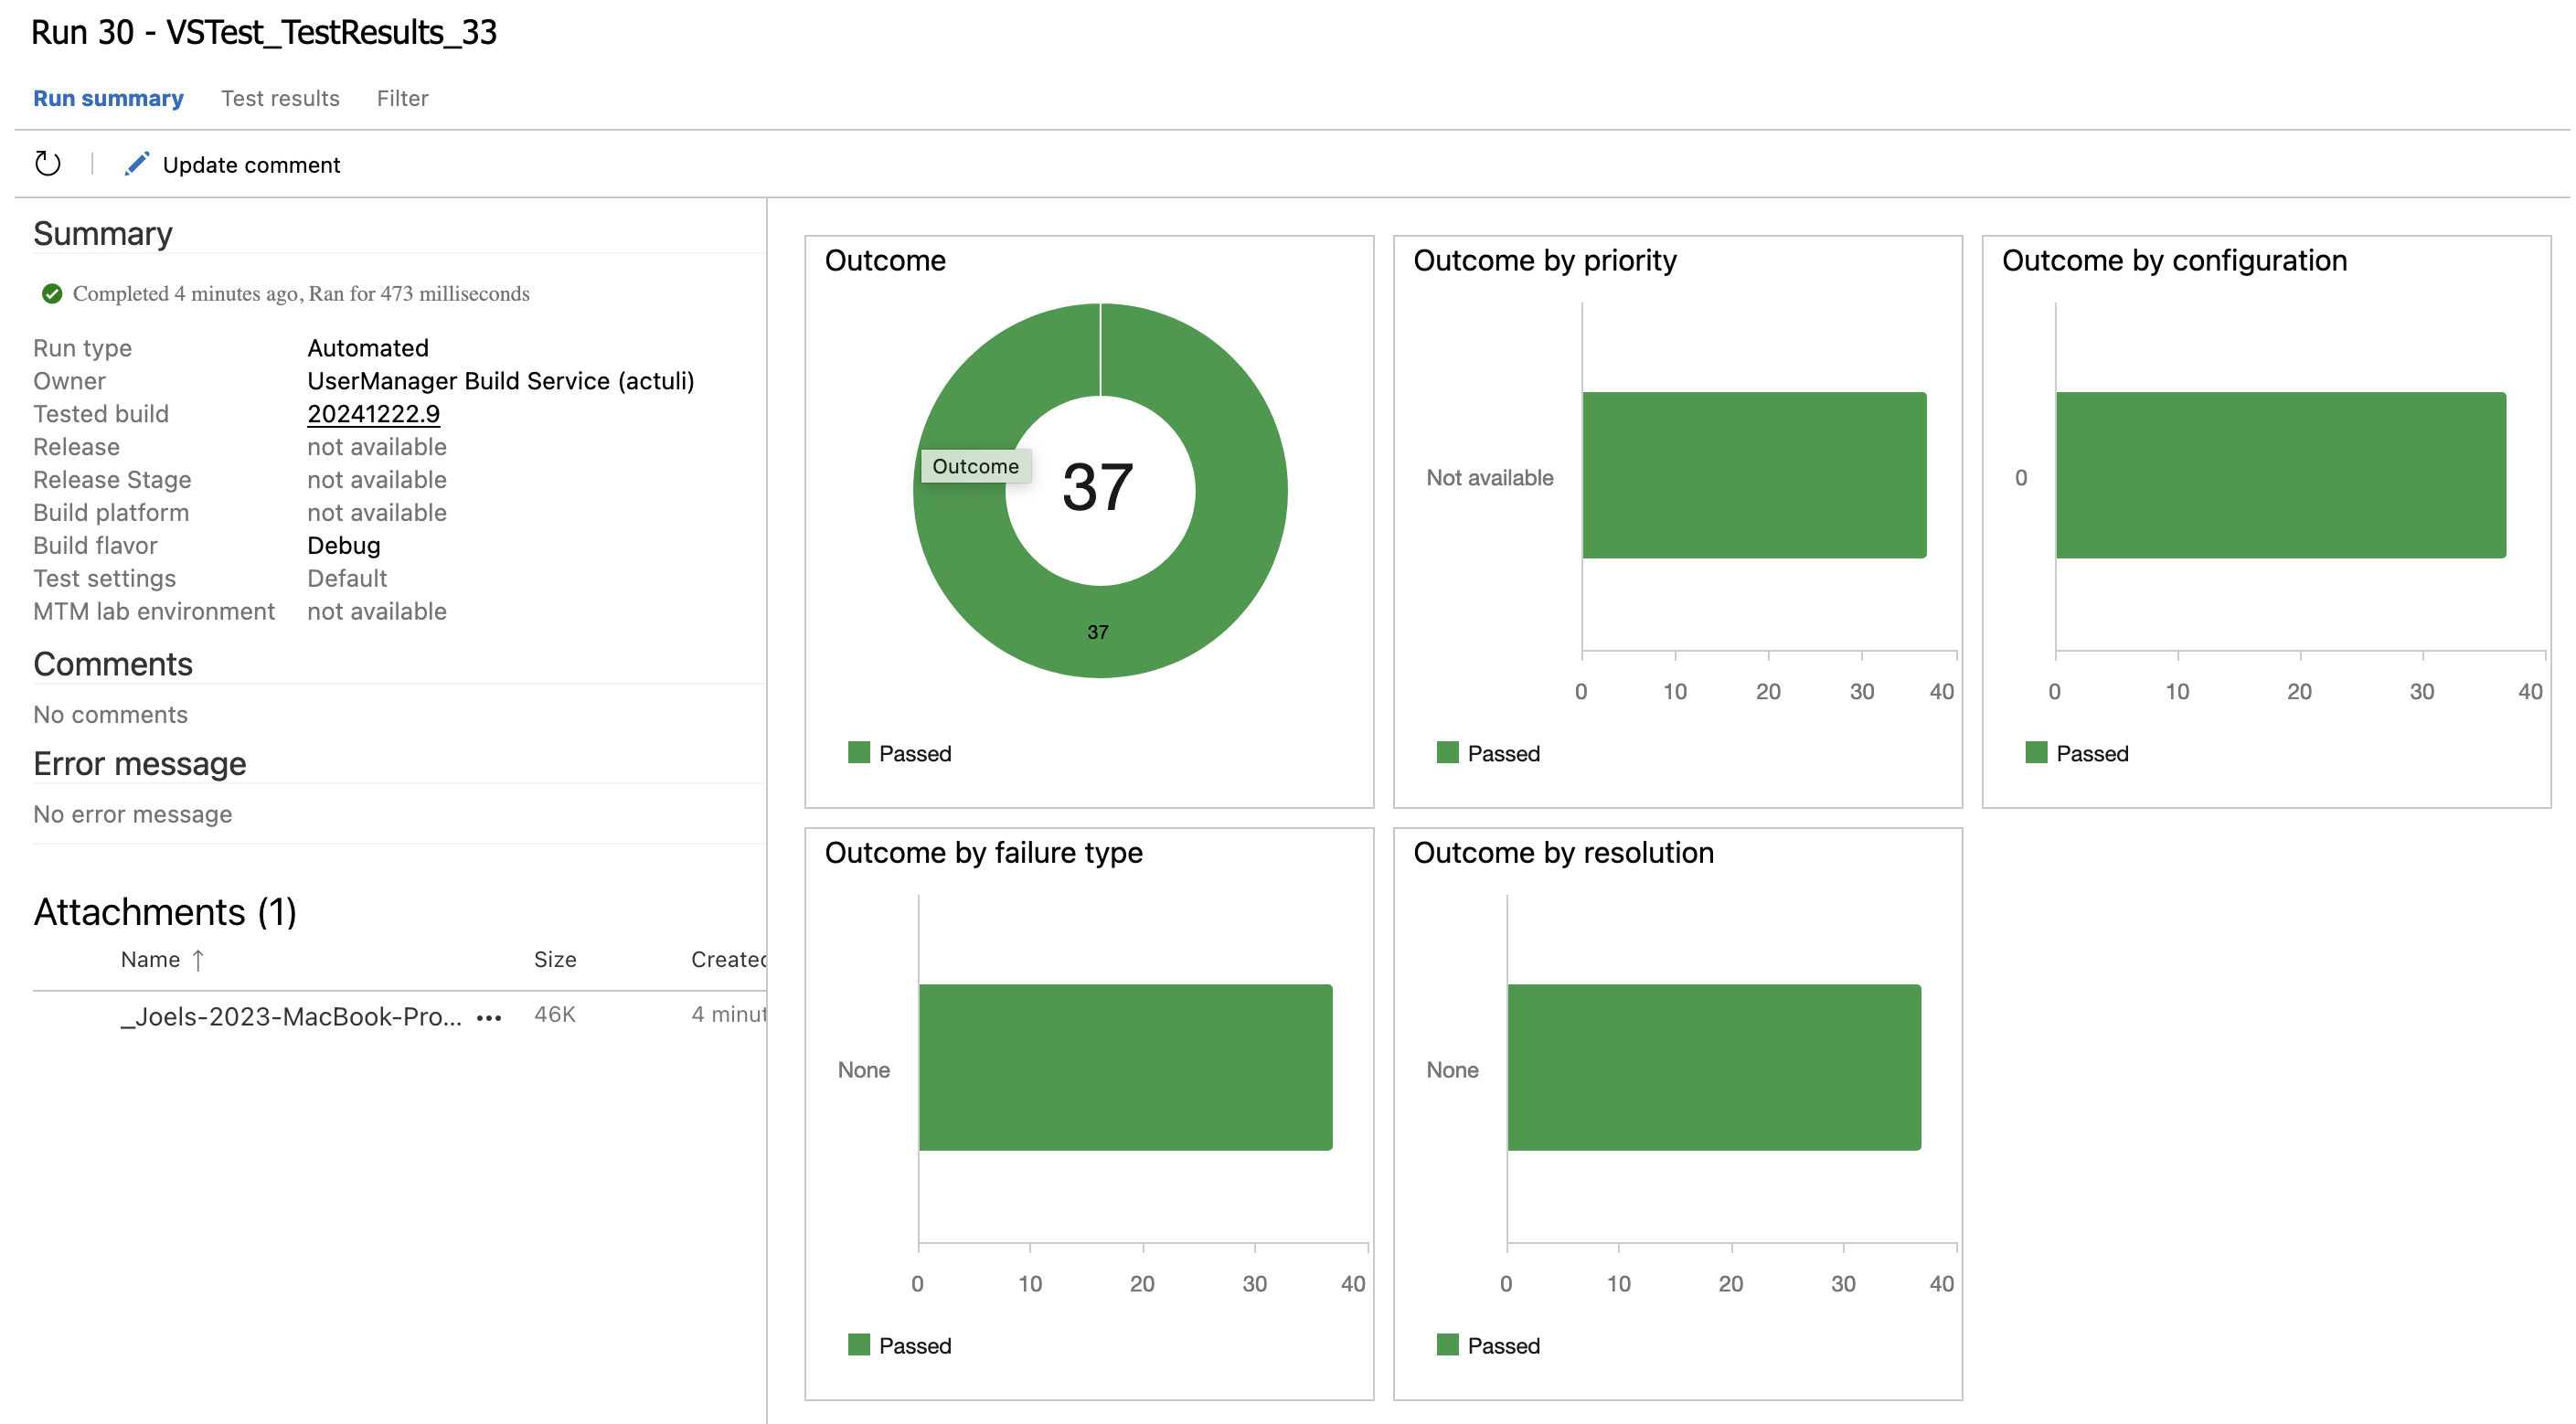 Run 30 - VSTest_TestResults_33
Run summary Test results Filter
Update comment
Summary
Completed 4 minutes ago, Ran for 473 milliseconds
Run type Automated
Owner UserManager Build Service (actuli)
Tested build 20241222.9
Release not available
Release Stage not available
Build platform not available
Build flavor Debug
Test settings Default
MTM lab environment not available
Comments
No comments
Error message
No error message
Attachments (1)
Name ↑ Size Created
_Joels-2023-MacBook-Pro... ••• 46K 4 minut
Outcome
Outcome
37
37
Passed
Outcome by priority
Not available
0 10 20 30 40
Passed
Outcome by configuration
0
0 10 20 30 40
Passed
Outcome by failure type
None
0 10 20 30 40
Passed
Outcome by resolution
None
0 10 20 30 40
Passed